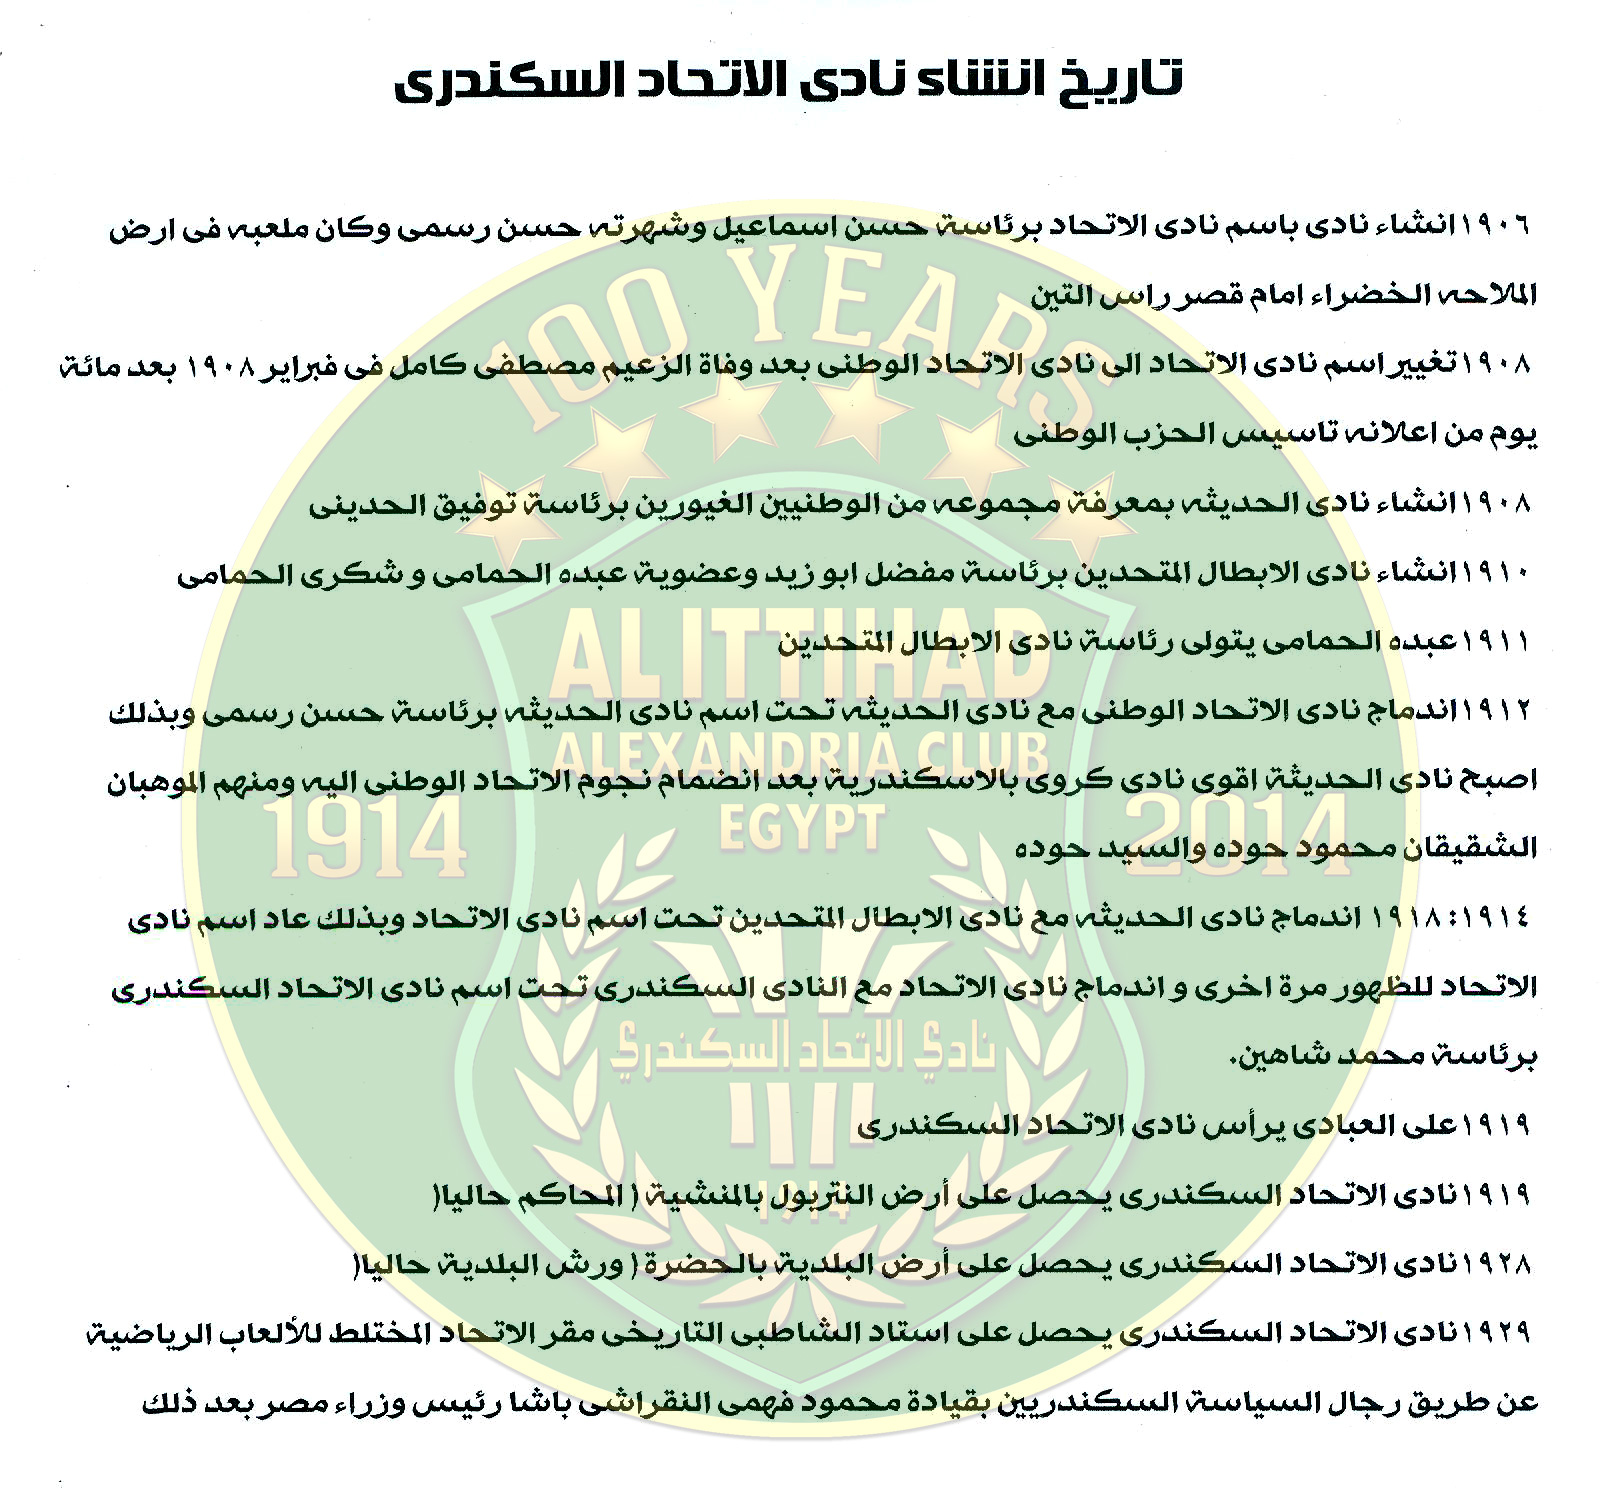 تاريخ انشاء نادى الاتحاد السكندرى
١٩٠٦انشاء نادى باسم نادى الاتحاد برئاسة حسن اسماعيل وشهرته حسن رسمى وكان ملعبه فى ارض
الملاحه الخضراء امام قصر راس التين
١٩٠٨تغيير اسم نادى الاتحاد الى نادى الاتحاد الوطنى بعد وفاة الزعيم مصطفى كامل فى فبراير ١٩٠٨ بعد مائة
يوم من اعلانه تاسيس الحزب الوطنى
١٩٠٨انشاء نادى الحديثه بمعرفة مجموعه من الوطنيين الغيورين برئاسة توفيق الحدينى
١٩١٠انشاء نادى الابطال المتحدين برئاسة مفضل ابو زيد وعضوية عبده الحمامى و شكرى الحمامى
١٩١١عبده الحمامى يتولى رئاسة نادى الابطال المتحدين
١٩١٢اندماج نادى الاتحاد الوطنى مع نادى الحديثه تحت اسم نادى الحديثه برئاسة حسن رسمى وبذلك
اصبح نادى الحديثة اقوى نادى كروى بالاسكندرية بعد انضمام نجوم الاتحاد الوطنى اليه ومنهم الموهبان
الشقيقان محمود حوده والسيد حوده
١٩١٨:١٩١٤ اندماج نادى الحديثه مع نادى الابطال المتحدين تحت اسم نادى الاتحاد وبذلك عاد اسم نادى
الاتحاد للظهور مرة اخرى و اندماج نادى الاتحاد مع النادى السكندرى تحت اسم نادى الاتحاد السكندرى
برئاسة محمد شاهين.
١٩١٩على العبادى يرأس نادى الاتحاد السكندرى
١٩١٩نادى الاتحاد السكندرى يحصل على أرض النتربول بالمنشية ( المحاكم حاليا(
١٩٢٨نادى الاتحاد السكندرى يحصل على أرض البلدية بالحضرة ( ورش البلدية حاليا(
١٩٢٩نادى الاتحاد السكندرى يحصل على استاد الشاطبى التاريخى مقر الاتحاد المختلط للألعاب الرياضية
عن طريق رجال السياسة السكندريين بقيادة محمود فهمى النقراشى باشا رئيس وزراء مصر بعد ذلك
100 YEARS
AL ITTIHAD
ALEXANDRIA CLUB
EGYPT
1914 2014
نادي الاتحاد السكندري
1914